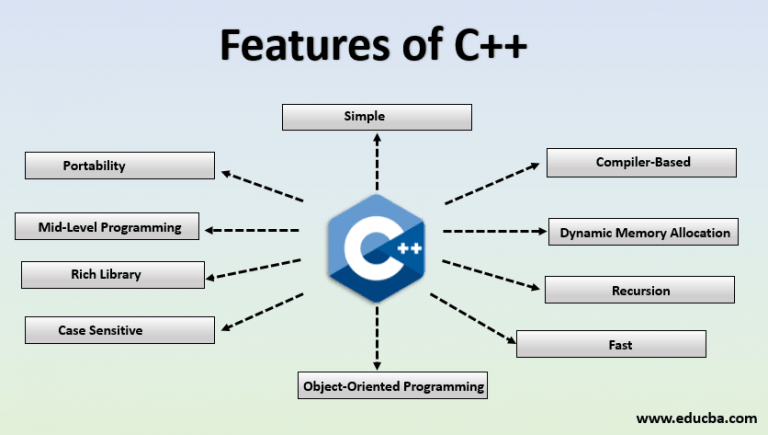 Features of C++
Simple
Portability
Compiler-Based
Mid-Level Programming
Dynamic Memory Allocation
Rich Library
Recursion
Case Sensitive
Fast
Object-Oriented Programming
C++
www.educba.com